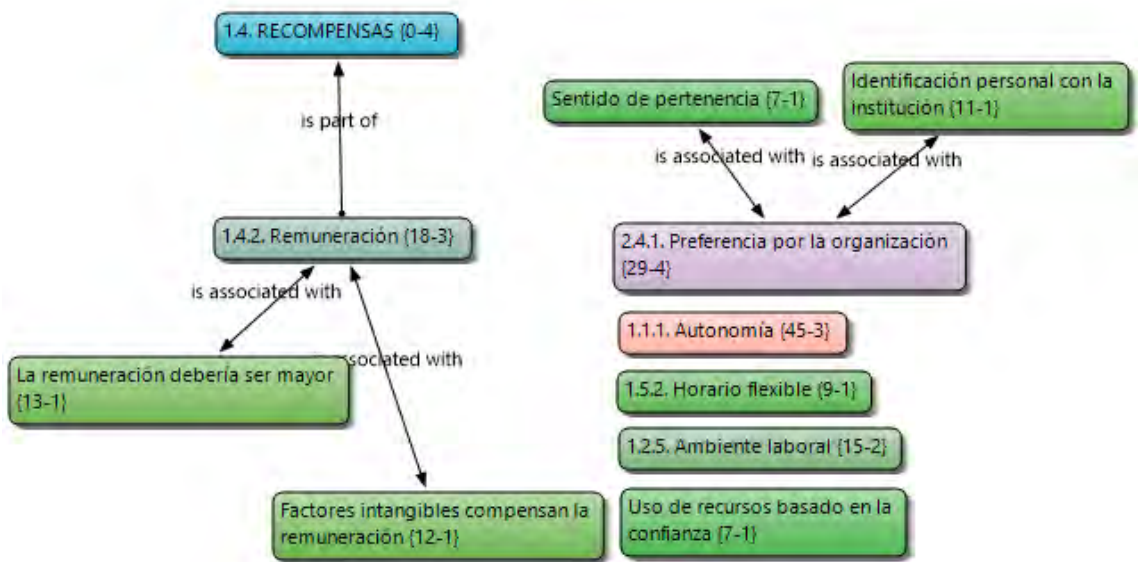 1.4. RECOMPENSAS {0-4}
is part of
1.4.2. Remuneración {18-3}
is associated with
La remuneración debería ser mayor
{13-1}
associated with
Factores intangibles compensan la
remuneración {12-1}
Sentido de pertenencia {7-1}
Identificación personal con la
institución {11-1}
is associated with
is associated with
2.4.1. Preferencia por la organización
{29-4}
1.1.1. Autonomía {45-3}
1.5.2. Horario flexible {9-1}
1.2.5. Ambiente laboral {15-2}
Uso de recursos basado en la
confianza {7-1}